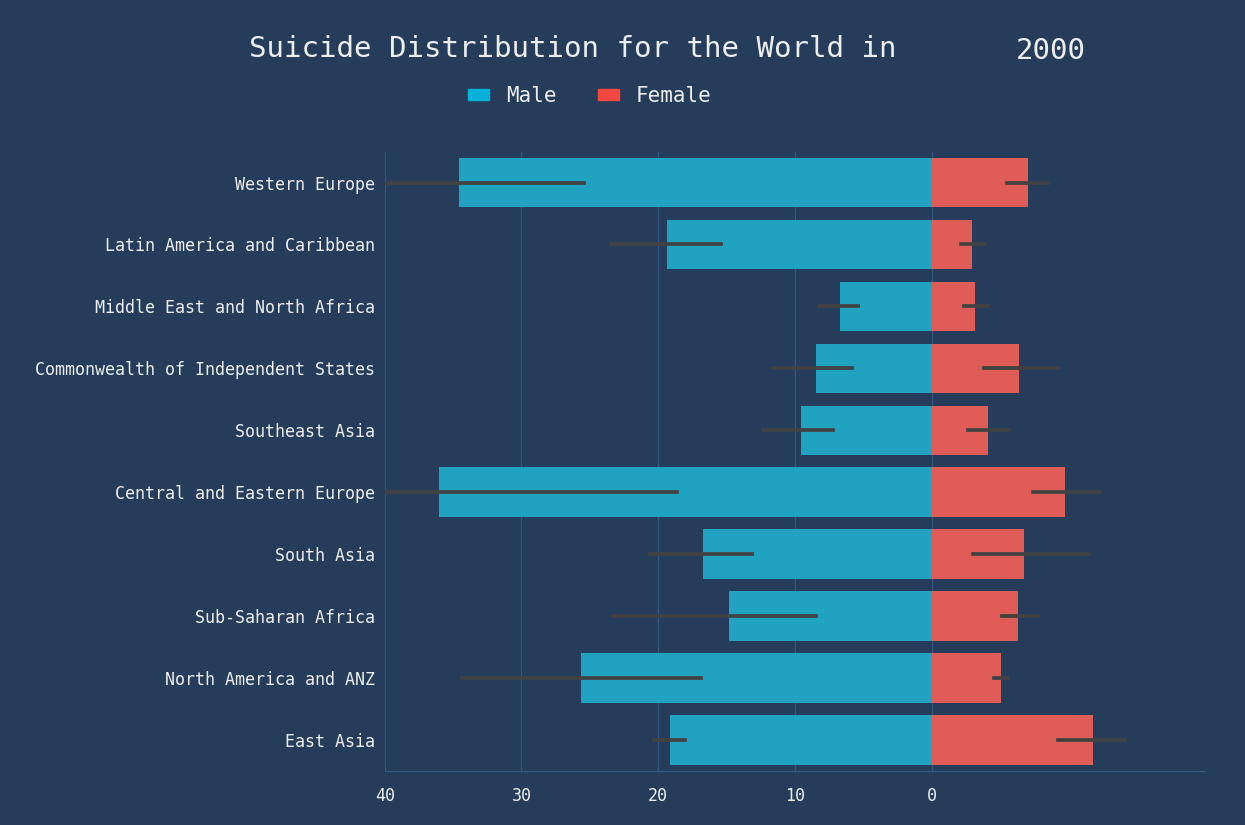 Suicide Distribution for the World in 2000
Male Female
Western Europe
Latin America and Caribbean
Middle East and North Africa
Commonwealth of Independent States
Southeast Asia
Central and Eastern Europe
South Asia
Sub-Saharan Africa
North America and ANZ
East Asia
40 30 20 10 0